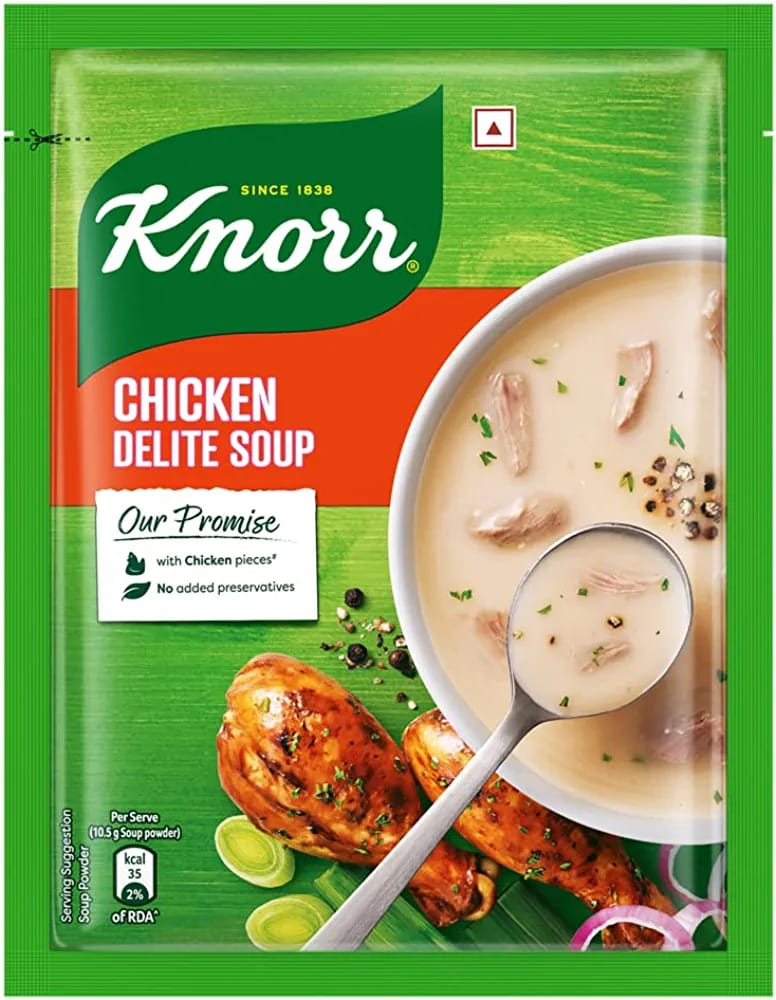 SINCE 1838
Knorr®
CHICKEN
DELITE SOUP
Our Promise
with Chicken pieces#
No added preservatives
Per Serve
(10.5 g Soup powder)
kcal
35
2%
of RDA^
Serving Suggestion
Soup Powder